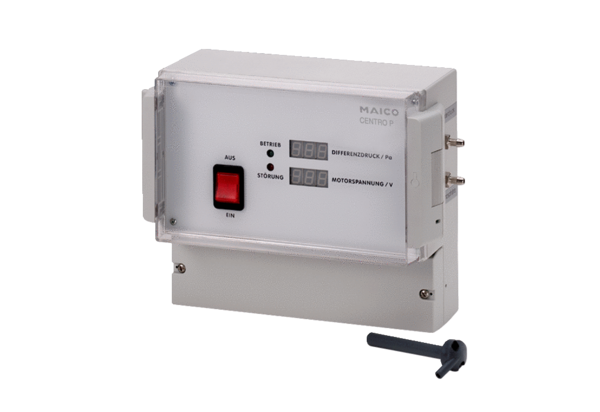 MAICO
CENTRO P
BETRIEB
DIFFERENZDRUCK / Pa
AUS
STÖRUNG
MOTORSPANNUNG / V
EIN